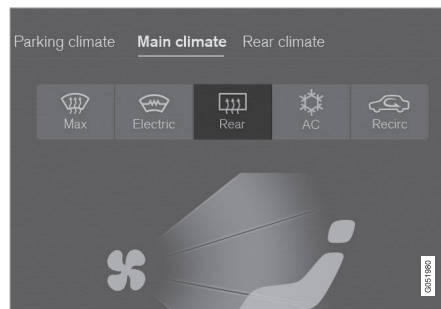 Parking climate Main climate Rear climate
Max Electric Rear AC Recirc
G051980